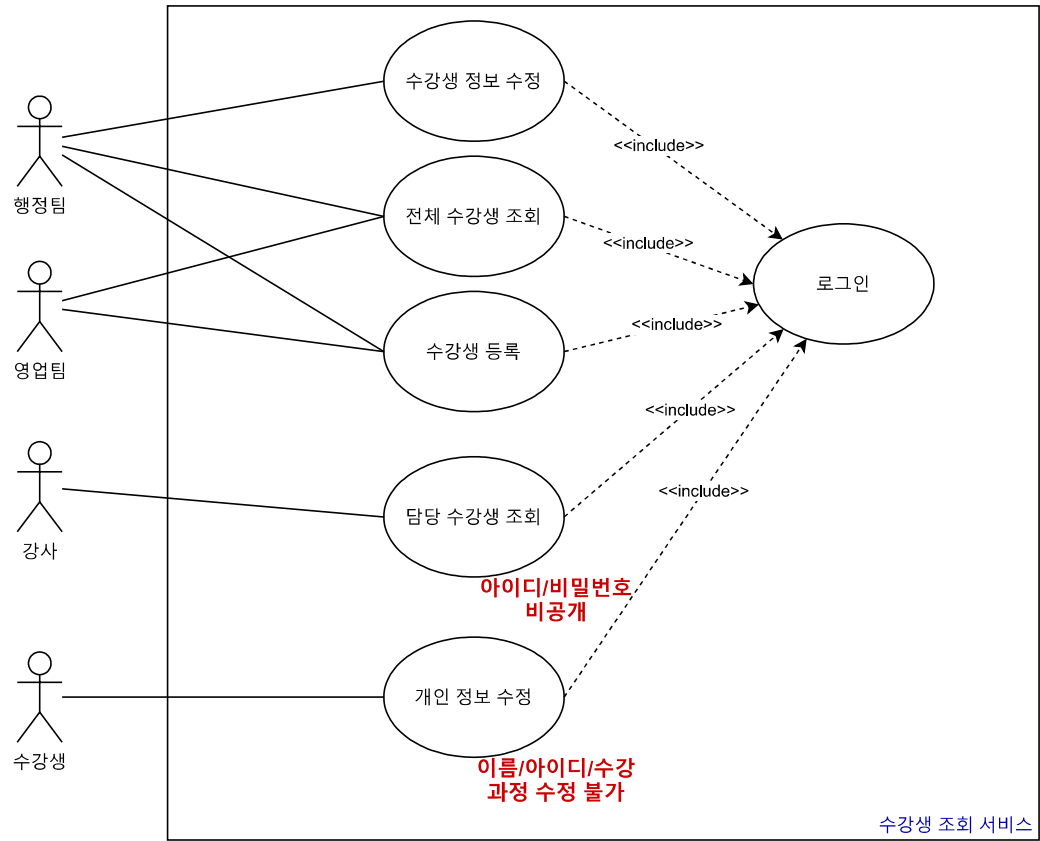 수강생 정보 수정
<<include>>
행정팀
전체 수강생 조회
<<include>>
로그인
영업팀
수강생 등록
<<include>>
<<include>>
강사
담당 수강생 조회
<<include>>
아이디/비밀번호
비공개
수강생
개인 정보 수정
이름/아이디/수강
과정 수정 불가
수강생 조회 서비스